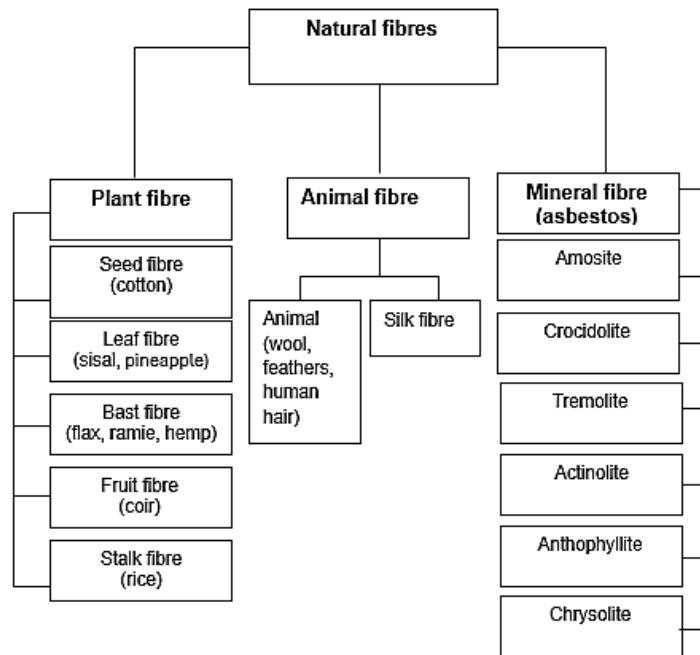 Natural fibres
Plant fibre
Seed fibre
(cotton)
Leaf fibre
(sisal, pineapple)
Bast fibre
(flax, ramie, hemp)
Fruit fibre
(coir)
Stalk fibre
(rice)
Animal fibre
Animal
(wool,
feathers,
human
hair)
Silk fibre
Mineral fibre
(asbestos)
Amosite
Crocidolite
Tremolite
Actinolite
Anthophyllite
Chrysolite